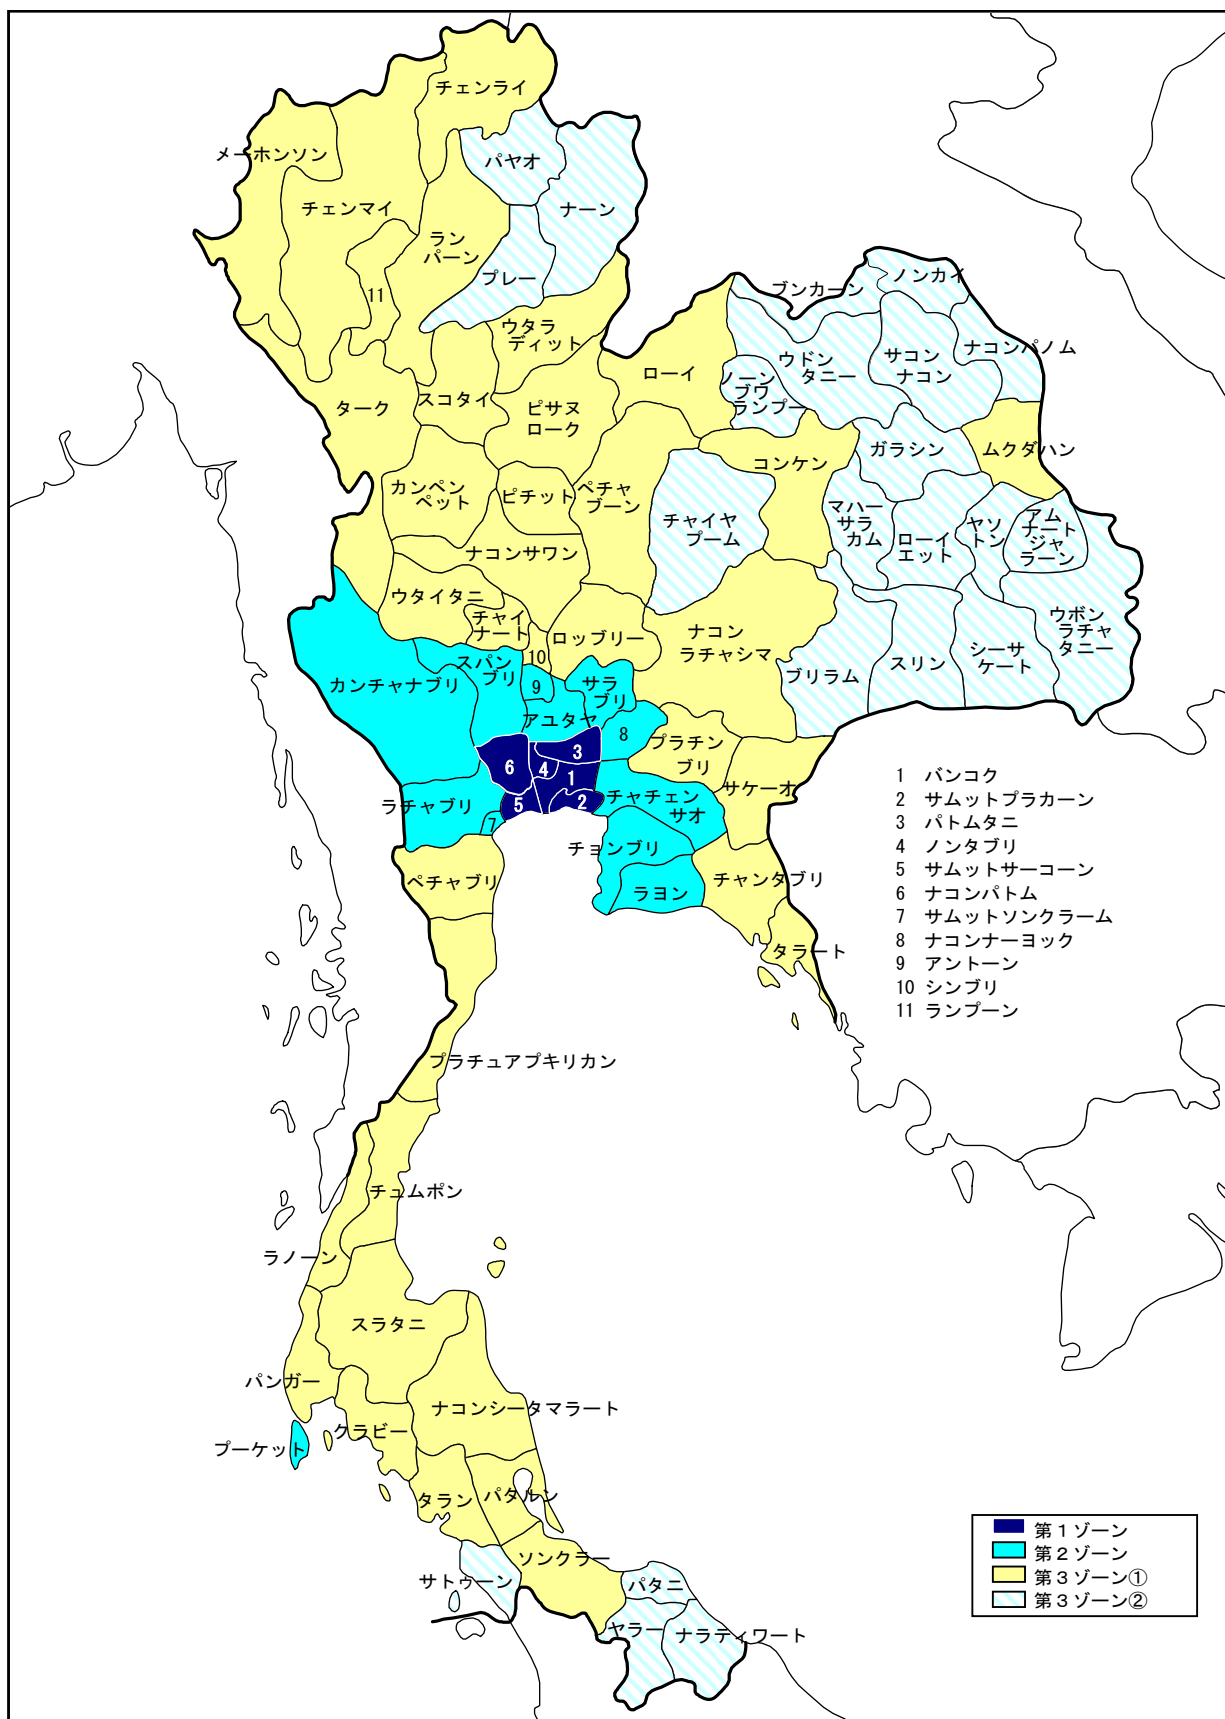 チェンライ
メーホンソン
パヤオ
チェンマイ
ナーン
ラン
パーン
プレー
11
ブンカーン
ノンカイ
ウタラ
ディット
ナコンパノム
ウドン
タニー
サコン
ナコン
ローイ
ノーン
ブワ
ランプー
ターク
スコタイ
ピサヌ
ローク
ガラシン
ムクダハン
コンケン
カンペン
ペット
ピチット
ペチャ
ブーン
チャイヤ
プーム
マハー
サラ
カム
ローイ
エット
ヤソ
トン
アム
ナート
ジャ
ラーン
ナコンサワン
ウタイタニ
チャイ
ナート
ロッブリー
ナコン
ラチャシマ
ウボン
ラチャ
タニー
10
スパン
ブリ
カンチャナブリ
9
サラ
ブリ
ブリラム
スリン
シーサ
ケート
アユタヤ
8
プラチン
ブリ
3
6
4
1
サケーオ
ラチャブリ
5
2
チャチェン
サオ
7
チョンブリ
ペチャブリ
ラヨン
チャンタブリ
タラート
1 バンコク
2 サムットプラカーン
3 パトムタニ
4 ノンタブリ
5 サムットサーコーン
6 ナコンパトム
7 サムットソンクラーム
8 ナコンナーヨック
9 アントーン
10 シンブリ
11 ランプーン
プラチュアプキリカン
チュムポン
ラノーン
スラタニ
パンガー
ナコンシータマラート
クラビー
プーケット
タラン
パタルン
ソンクラー
サトゥーン
パタニ
ヤラー
ナラティワート
第1ゾーン
第2ゾーン
第3ゾーン①
第3ゾーン②